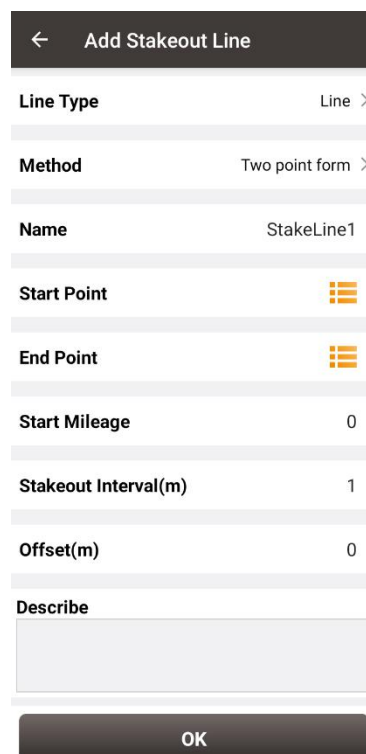 Add Stakeout Line
Line Type Line
Method Two point form
Name StakeLine1
Start Point
End Point
Start Mileage 0
Stakeout Interval(m) 1
Offset(m) 0
Describe
OK